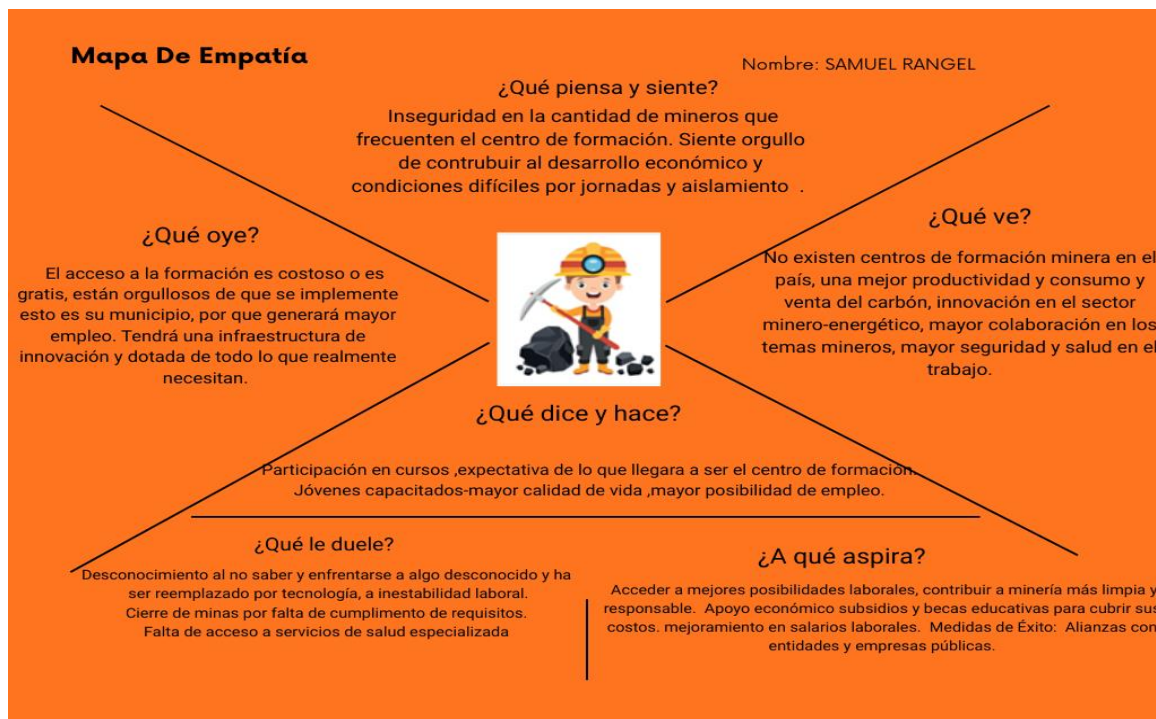 Mapa De Empatía
Nombre: SAMUEL RANGEL
¿Qué piensa y siente?
Inseguridad en la cantidad de mineros que
frecuenten el centro de formación. Siente orgullo
de contrubuir al desarrollo económico y
condiciones difíciles por jornadas y aislamiento .
¿Qué oye?
El acceso a la formación es costoso o es
gratis, están orgullosos de que se implemente
esto es su municipio, por que generará mayor
empleo. Tendrá una infraestructura de
innovación y dotada de todo lo que realmente
necesitan.
¿Qué ve?
No existen centros de formación minera en el
país, una mejor productividad y consumo y
venta del carbón, innovación en el sector
minero-energético, mayor colaboración en los
temas mineros, mayor seguridad y salud en el
trabajo.
¿Qué dice y hace?
Participación en cursos ,expectativa de lo que llegara a ser el centro de formación.
Jóvenes capacitados-mayor calidad de vida ,mayor posibilidad de empleo.
¿Qué le duele?
Desconocimiento al no saber y enfrentarse a algo desconocido y ha
ser reemplazado por tecnología, a inestabilidad laboral.
Cierre de minas por falta de cumplimento de requisitos.
Falta de acceso a servicios de salud especializada
¿A qué aspira?
Acceder a mejores posibilidades laborales, contribuir a minería más limpia y
responsable. Apoyo económico subsidios y becas educativas para cubrir sus
costos. mejoramiento en salarios laborales. Medidas de Éxito: Alianzas con
entidades y empresas públicas.